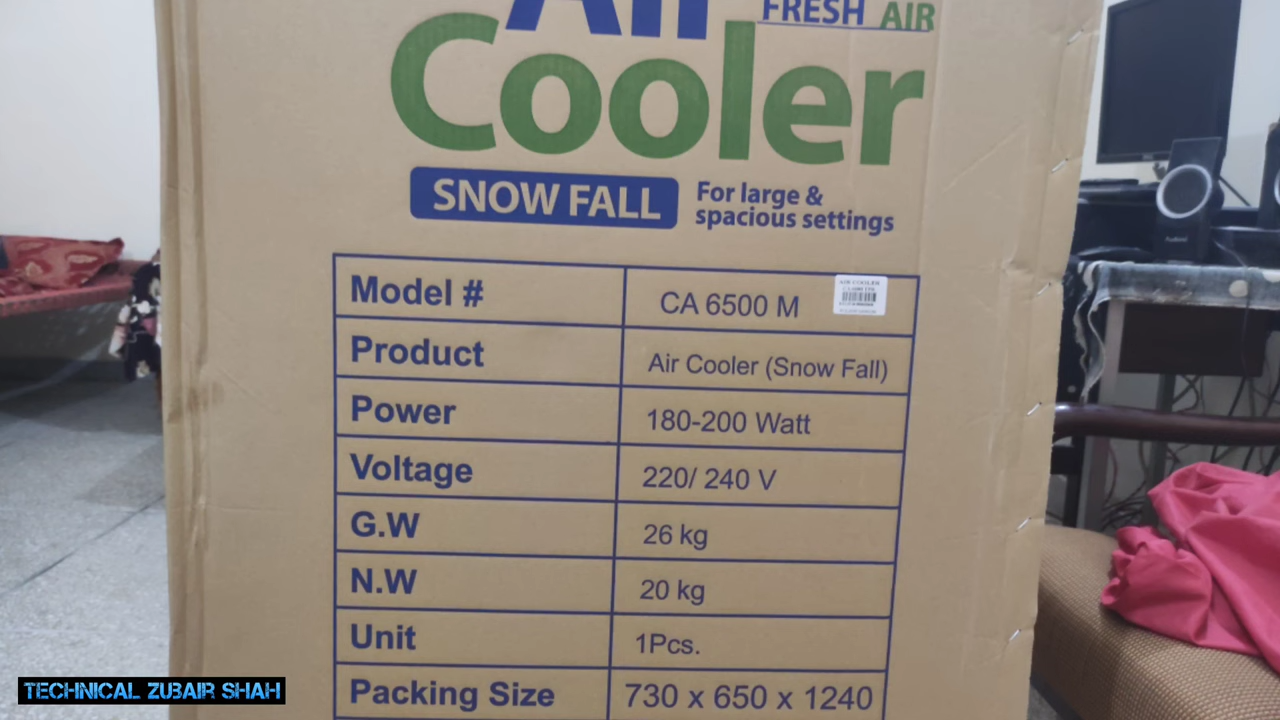 Air
FRESH AIR
Cooler
SNOW FALL
For large &
spacious settings
Model #
CA 6500 M
AIR COOLER
Product
Air Cooler (Snow Fall)
Power
180-200 Watt
Voltage
220/ 240 V
G.W
26 kg
N.W
20 kg
Unit
1Pcs.
Packing Size
730 x 650 x 1240
TECHNICAL ZUBAIR SHAH